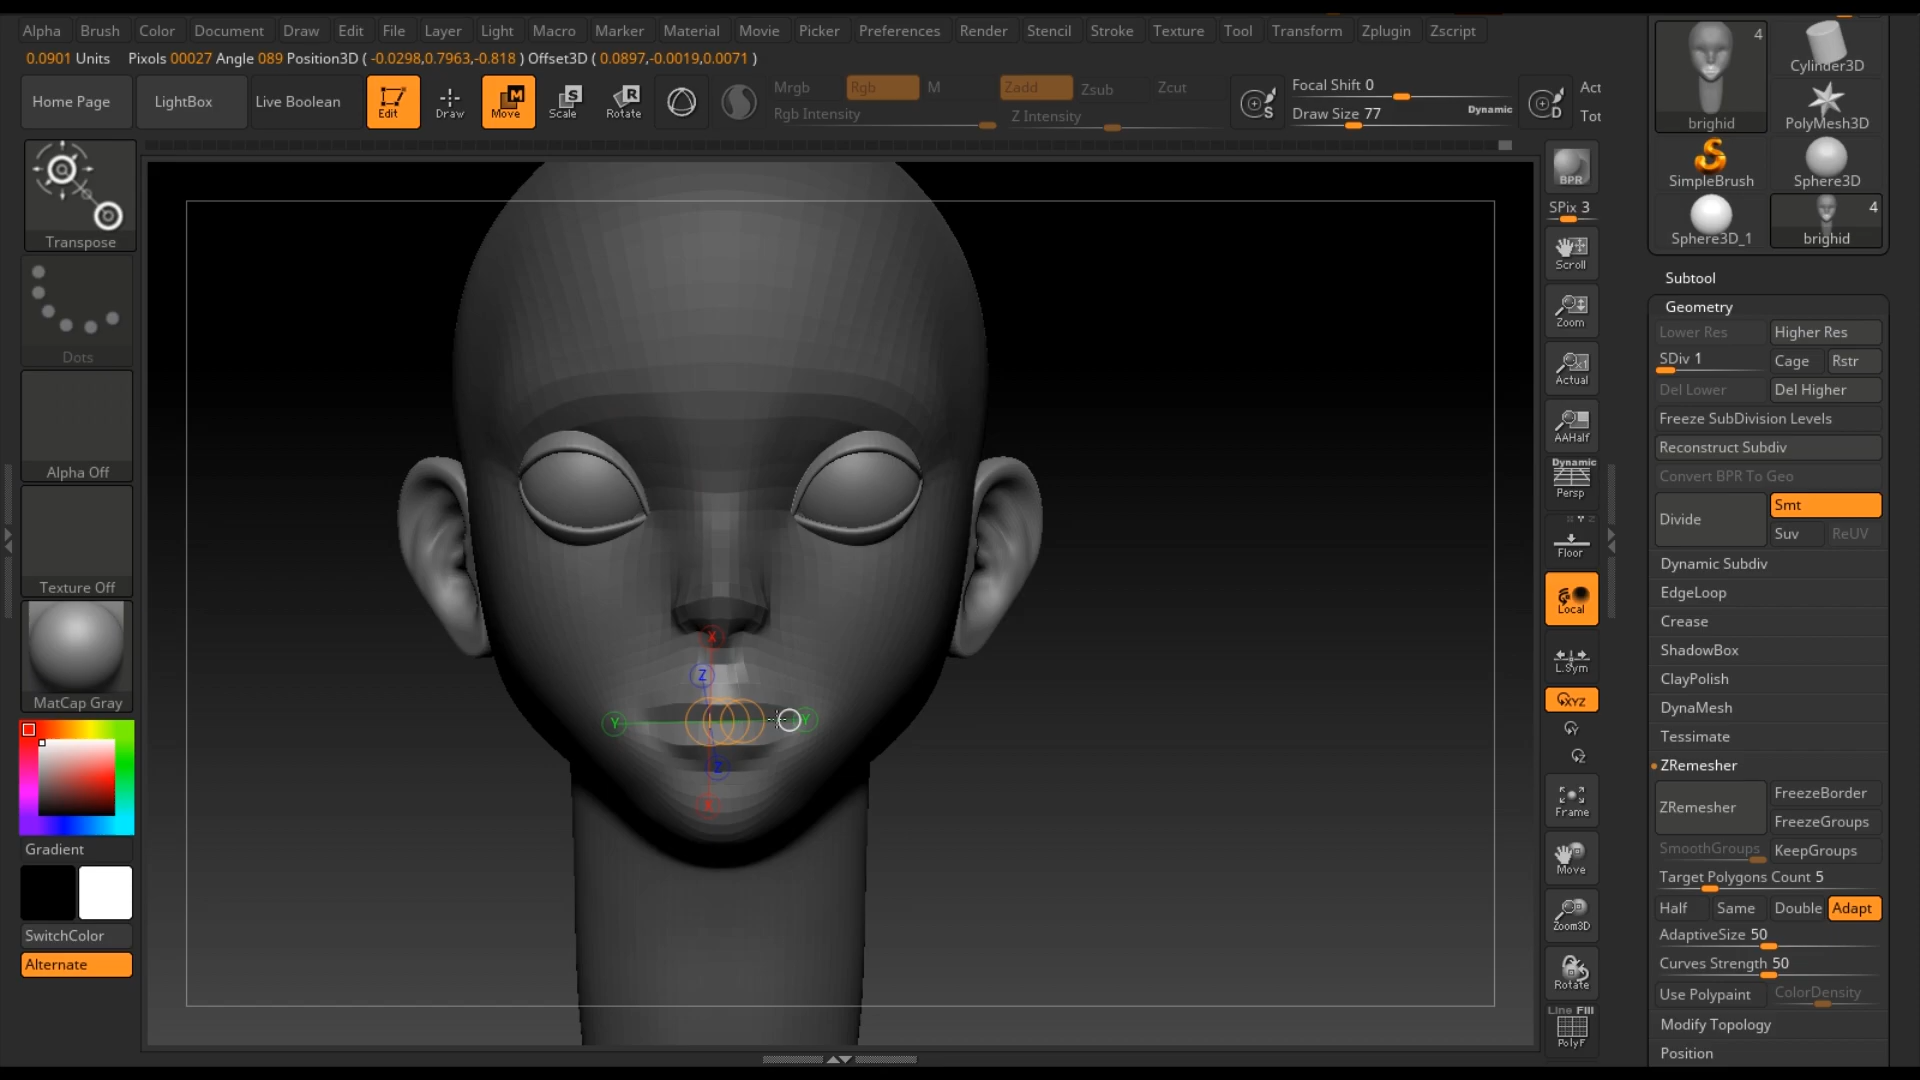 Alpha Brush Color Document Draw Edit File Layer Light Macro Marker Material Movie Picker Preferences Render Stencil Stroke Texture Tool Transform Zplugin Zscript
0.0901 Units Pixols 00027 Angle 089 Position3D ( -0.0298,0.7963,-0.818 ) Offset3D ( 0.0897,-0.0019,0.0071 )
Home Page LightBox Live Boolean Edit Draw M Move S Scale R Rotate
Mrgb Rgb M Zadd Zsub Zcut
Rgb Intensity Z Intensity
S Focal Shift 0
Draw Size 77 Dynamic
D Act
Tot
Transpose
Dots
Alpha Off
Texture Off
MatCap Gray
Gradient
SwitchColor
Alternate
X
Z
Y Y
Z
X
BPR
SPix 3
Scroll
Zoom
Actual
AAHalf
Dynamic
Persp
X Y Z
Floor
Local
L.Sym
XYZ
Y
Z
Frame
Move
Zoom3D
Rotate
Line Fill
PolyF
4
brighid
Cylinder3D
PolyMesh3D
SimpleBrush
Sphere3D
Sphere3D_1
4
brighid
Subtool
Geometry
Lower Res Higher Res
SDiv 1 Cage Rstr
Del Lower Del Higher
Freeze SubDivision Levels
Reconstruct Subdiv
Convert BPR To Geo
Divide Smt
Suv ReUV
Dynamic Subdiv
EdgeLoop
Crease
ShadowBox
ClayPolish
DynaMesh
Tessimate
ZRemesher
ZRemesher FreezeBorder
FreezeGroups
SmoothGroups KeepGroups
Target Polygons Count 5
Half Same Double Adapt
AdaptiveSize 50
Curves Strength 50
Use Polypaint ColorDensity
Modify Topology
Position